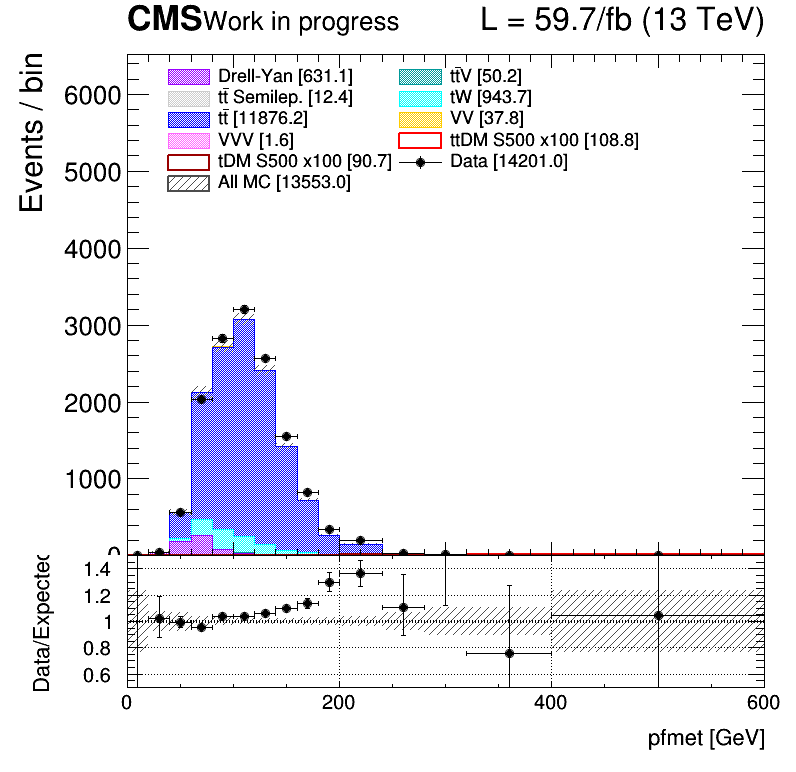 CMS Work in progress L = 59.7/fb (13 TeV)
Events / bin
6000
5000
4000
3000
2000
1000
0
Drell-Yan [631.1] tt̄V [50.2]
tt̄ Semilep. [12.4] tW [943.7]
tt̄ [11876.2] VV [37.8]
VVV [1.6] ttDM S500 x100 [108.8]
tDM S500 x100 [90.7] Data [14201.0]
All MC [13553.0]
Data/Expected
1.4
1.2
1
0.8
0.6
0 200 400 600
pfmet [GeV]